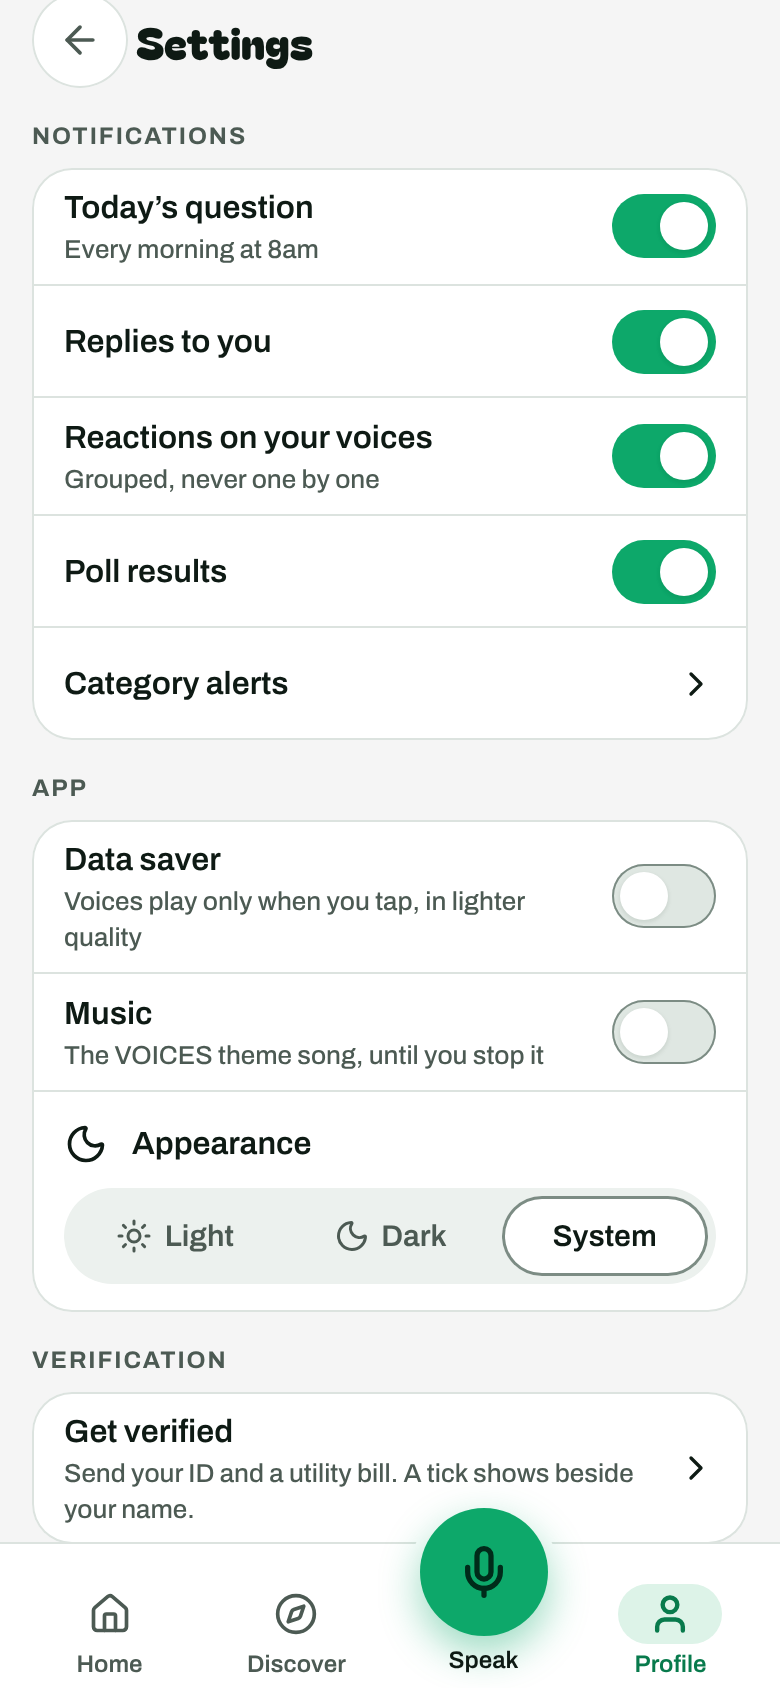 Settings
NOTIFICATIONS
Today’s question
Every morning at 8am
Replies to you
Reactions on your voices
Grouped, never one by one
Poll results
Category alerts
APP
Data saver
Voices play only when you tap, in lighter
quality
Music
The VOICES theme song, until you stop it
Appearance
Light
Dark
System
VERIFICATION
Get verified
Send your ID and a utility bill. A tick shows beside
your name.
Home
Discover
Speak
Profile